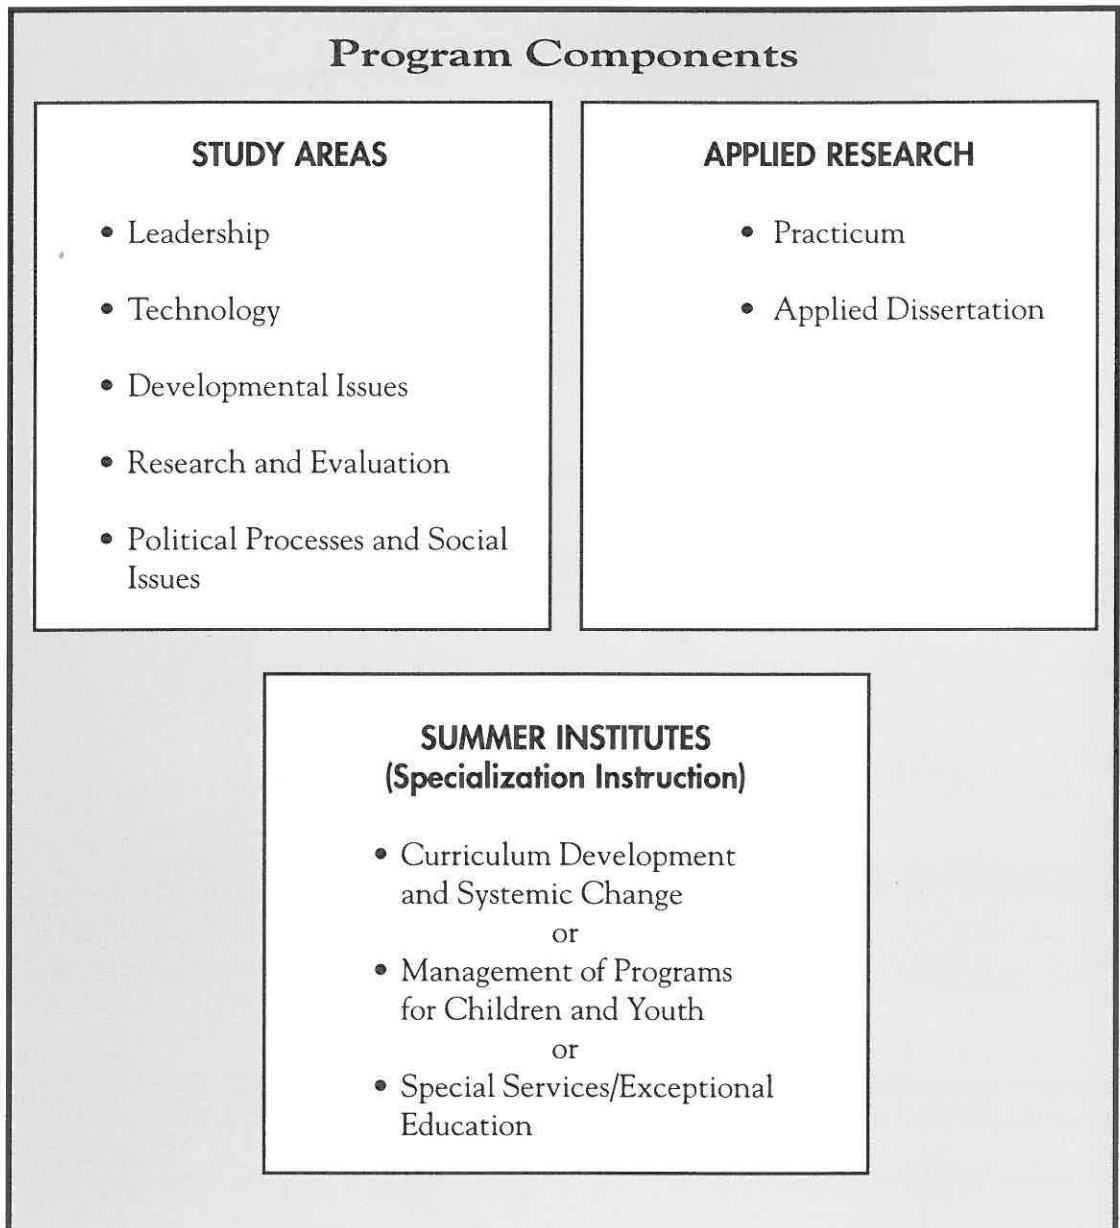 Program Components
STUDY AREAS
• Leadership
• Technology
• Developmental Issues
• Research and Evaluation
• Political Processes and Social
Issues
APPLIED RESEARCH
• Practicum
• Applied Dissertation
SUMMER INSTITUTES
(Specialization Instruction)
• Curriculum Development
and Systemic Change
or
• Management of Programs
for Children and Youth
or
• Special Services/Exceptional
Education